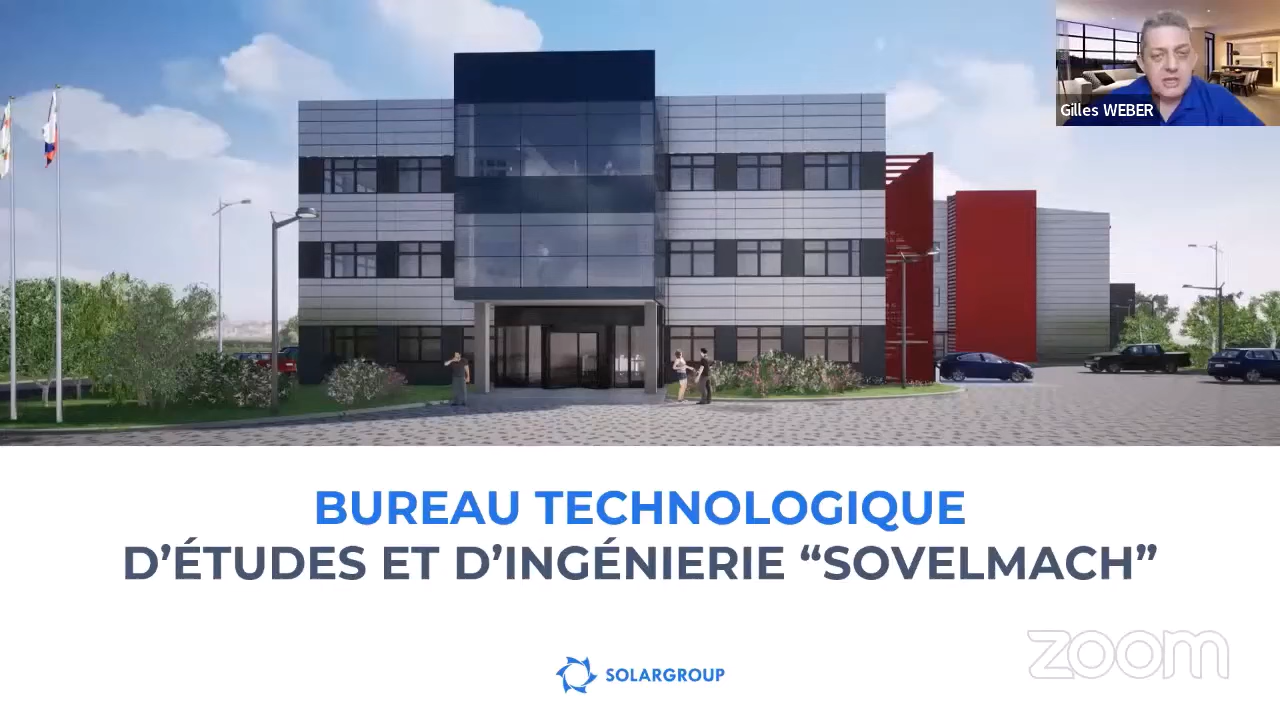 Gilles WEBER
BUREAU TECHNOLOGIQUE
D’ÉTUDES ET D’INGÉNIERIE “SOVELMACH”
SOLARGROUP
zoom